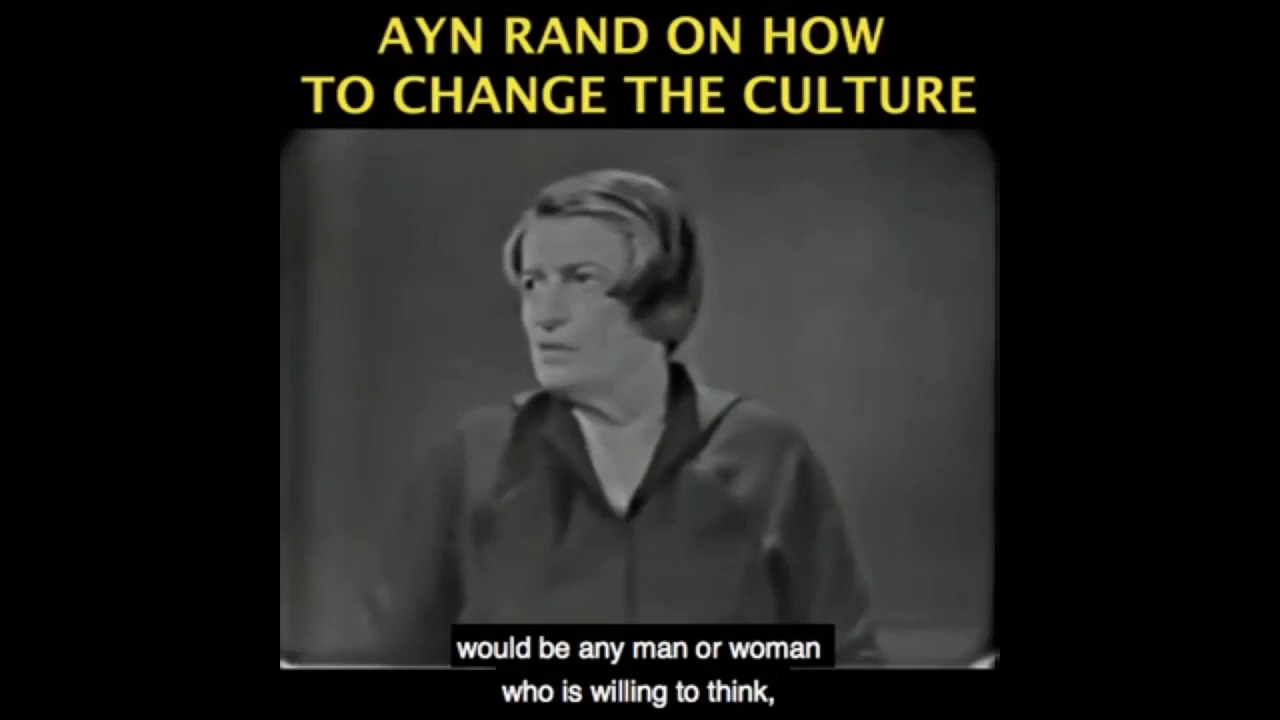 AYN RAND ON HOW
TO CHANGE THE CULTURE
would be any man or woman
who is willing to think,